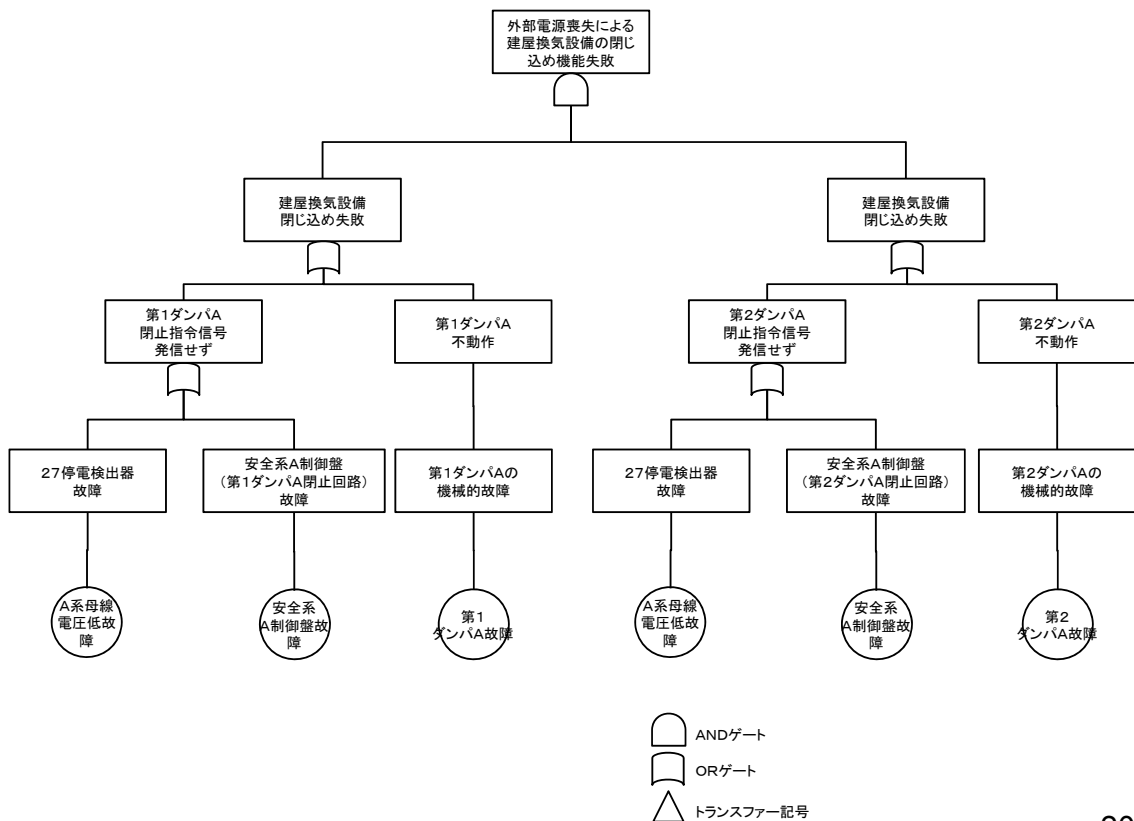 外部電源喪失による
建屋換気設備の閉じ
込め機能失敗
建屋換気設備
閉じ込め失敗
建屋換気設備
閉じ込め失敗
第1ダンパA
閉止指令信号
発信せず
第1ダンパA
不動作
第2ダンパA
閉止指令信号
発信せず
第2ダンパA
不動作
27停電検出器
故障
安全系A制御盤
(第1ダンパA閉止回路)
故障
第1ダンパAの
機械的故障
27停電検出器
故障
安全系A制御盤
(第2ダンパA閉止回路)
故障
第2ダンパAの
機械的故障
A系母線
電圧低故
障
安全系
A制御盤故
障
第1
ダンパA故障
A系母線
電圧低故
障
安全系
A制御盤故
障
第2
ダンパA故障
ANDゲート
ORゲート
トランスファー記号